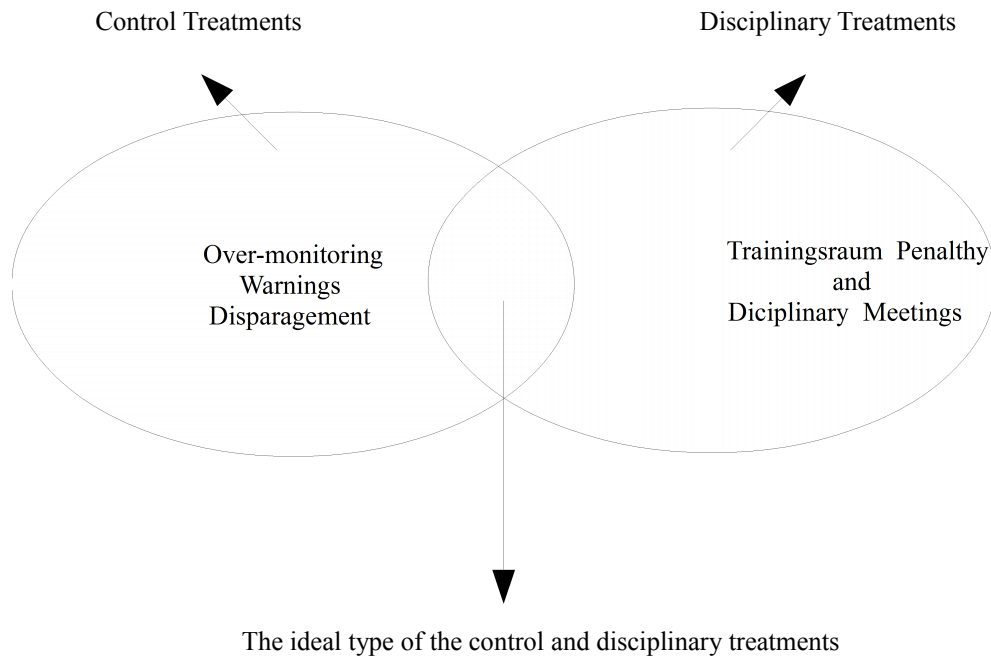 Control Treatments
Disciplinary Treatments
Over-monitoring
Warnings
Disparagement
Trainingsraum Penalthy
and
Diciplinary Meetings
The ideal type of the control and disciplinary treatments